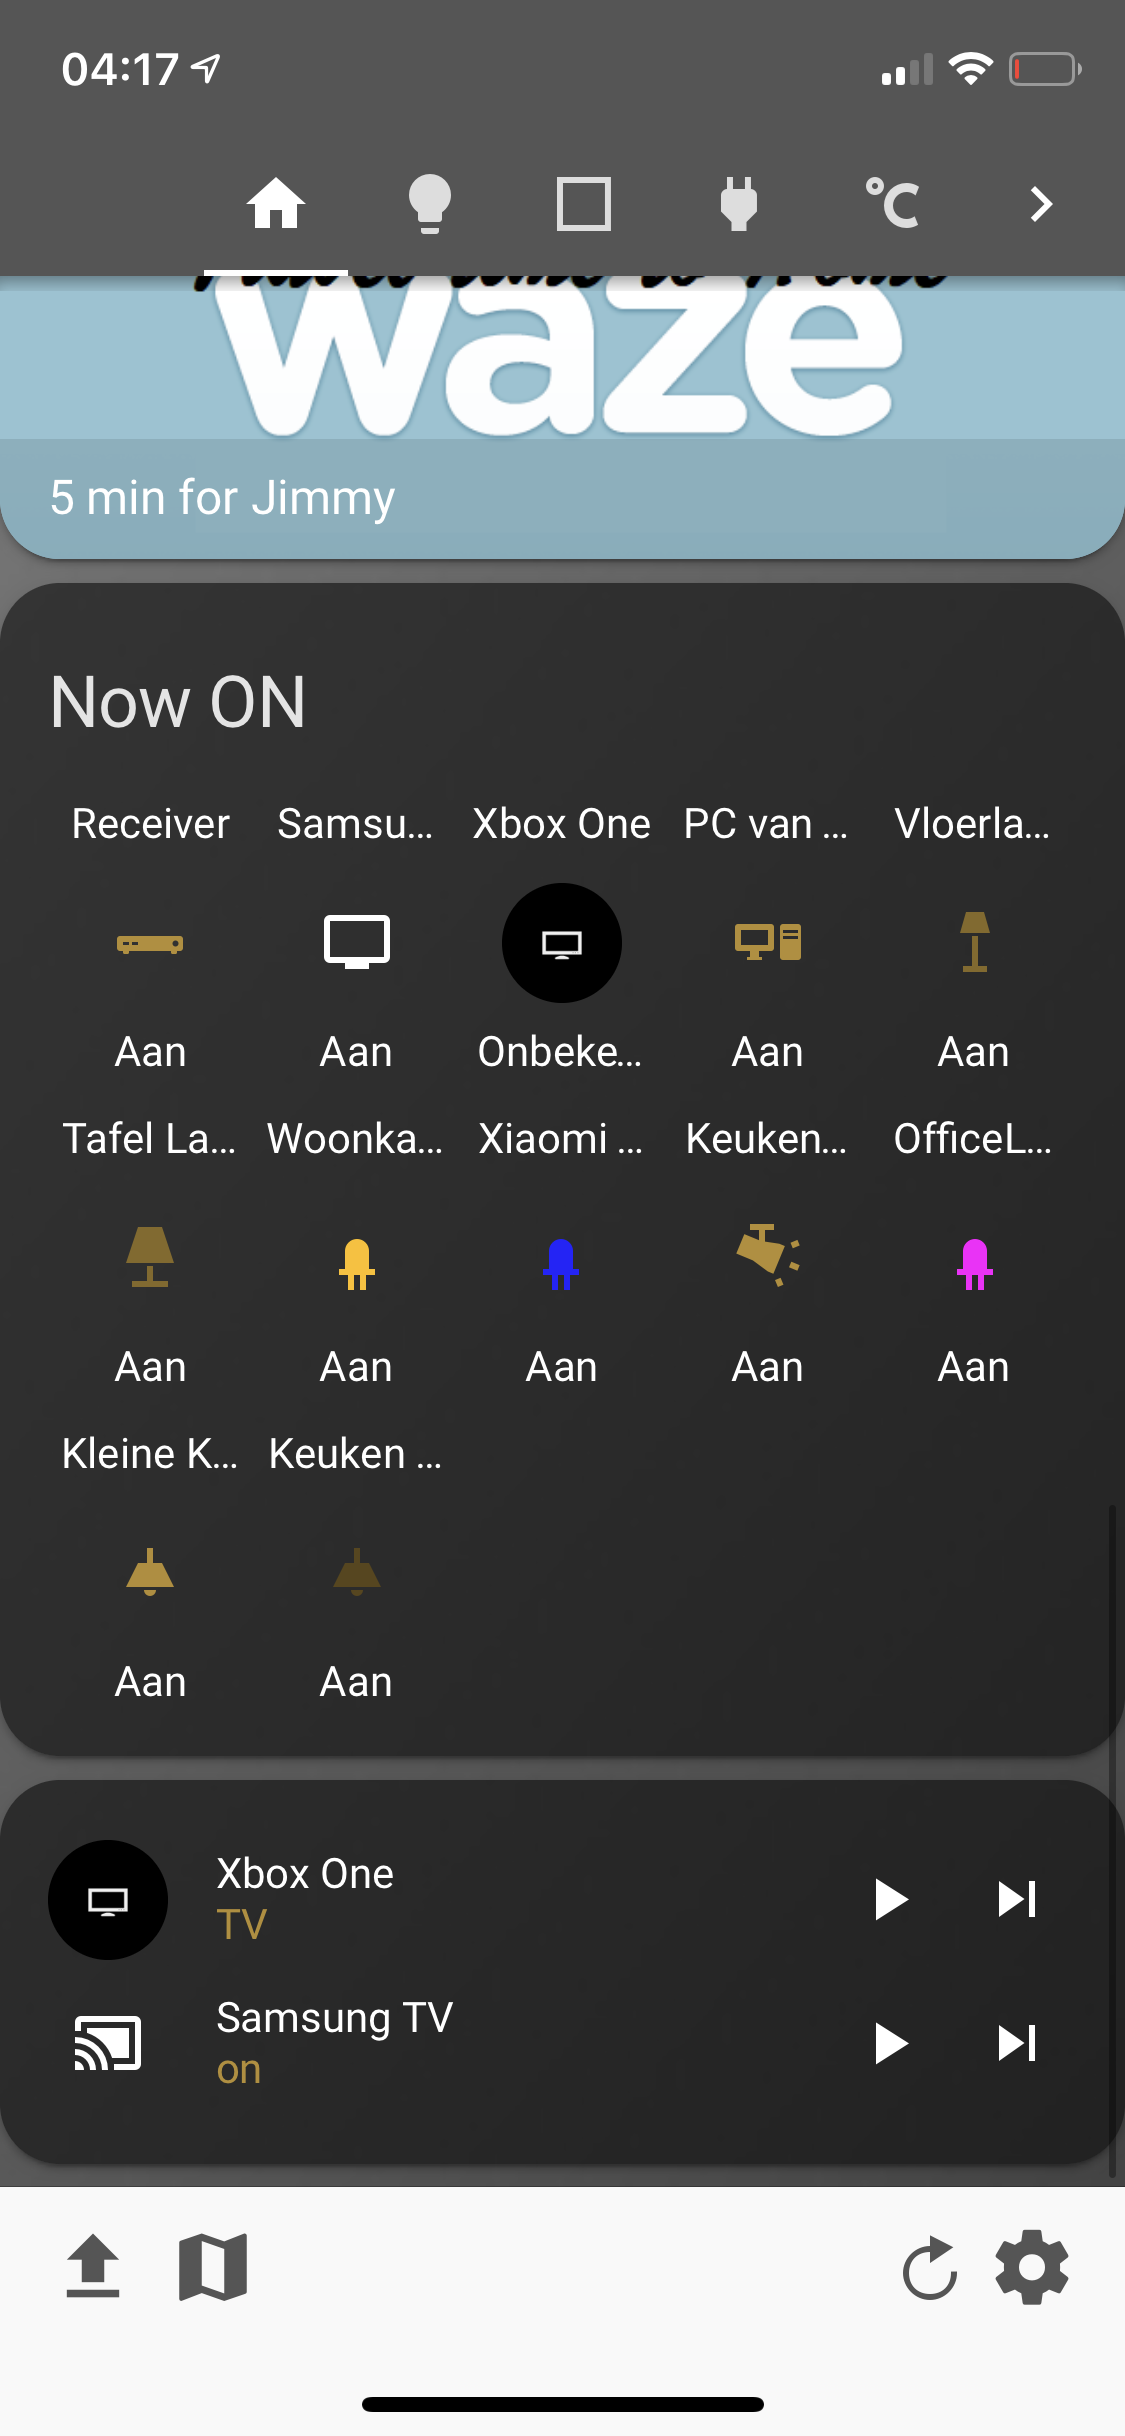 04:17
°C
waze
5 min for Jimmy
Now ON
Receiver Samsu... Xbox One PC van ... Vloerla...
Aan Aan Onbeke... Aan Aan
Tafel La... Woonka... Xiaomi ... Keuken... OfficeL...
Aan Aan Aan Aan Aan
Kleine K... Keuken ...
Aan Aan
Xbox One
TV
Samsung TV
on